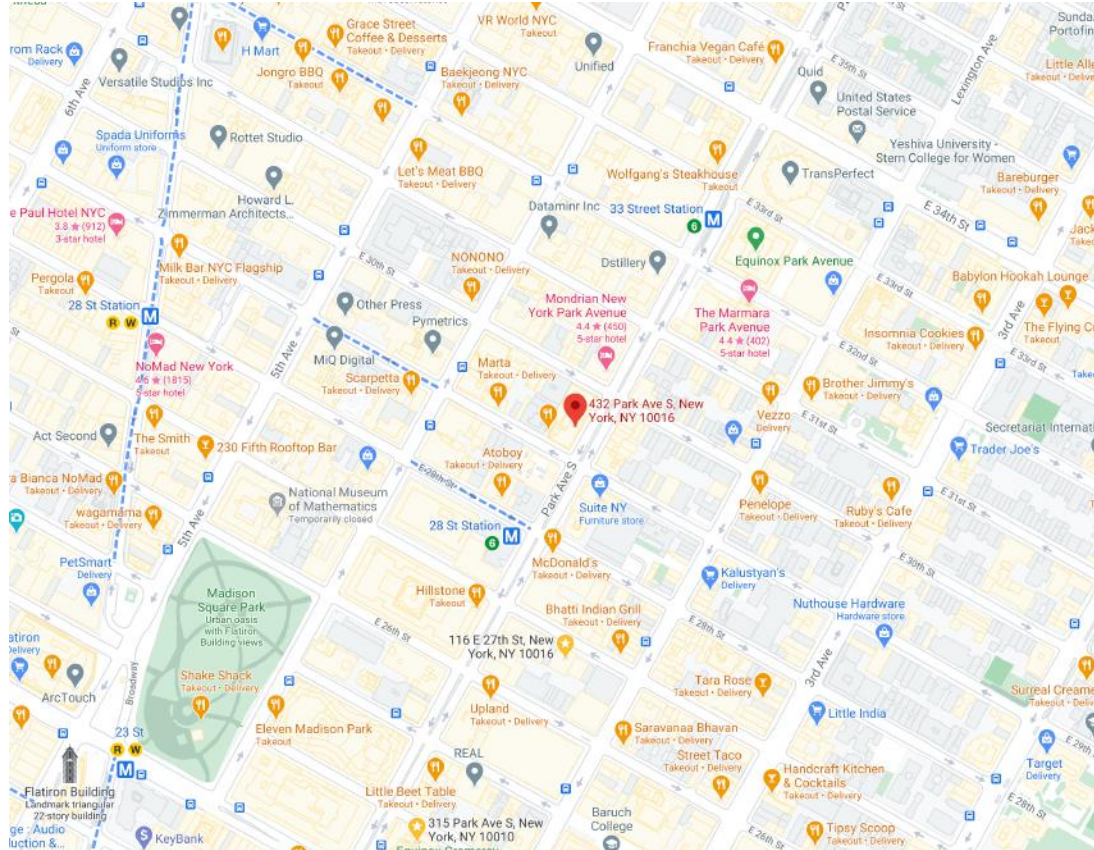 Grace Street
Coffee & Desserts
Takeout • Delivery
VR World NYC
Takeout
H Mart
rom Rack
Delivery
Versatile Studios Inc
Jongro BBQ
Takeout
Baekjeong NYC
Takeout • Delivery
Unified
Franchia Vegan Café
Takeout • Delivery
Quid
E 35th St
Lexington Ave
Sunda
Portofin
Little Alle
6th Ave
Spada Uniforms
Uniform store
Rottet Studio
United States
Postal Service
Yeshiva University -
Stern College for Women
Let's Meat BBQ
Takeout • Delivery
Wolfgang's Steakhouse
Takeout
TransPerfect
Bareburger
Takeout • Delivery
Howard L.
Zimmerman Architects...
Dataminr Inc
33 Street Station
6
M
E 33rd St
E 34th St
Jack
e Paul Hotel NYC
3.8 ★ (912)
3-star hotel
Milk Bar NYC Flagship
Takeout • Delivery
E 30th St
NONONO
Takeout • Delivery
Dstillery
Equinox Park Avenue
Pergola
Takeout
28 St Station
R W
M
Other Press
Pymetrics
Mondrian New
York Park Avenue
4.4 ★ (450)
5-star hotel
The Marmara
Park Avenue
4.4 ★ (402)
5-star hotel
E 33rd St
Babylon Hookah Lounge
Takeout • Delivery
3rd Ave
Insomnia Cookies
Takeout • Delivery
The Flying C
E 32nd St
E 33rd St
NoMad New York
4.6 ★ (1815)
5-star hotel
5th Ave
MiQ Digital
Scarpetta
Takeout • Delivery
Marta
Takeout • Delivery
432 Park Ave S, New
York, NY 10016
Brother Jimmy's
Takeout • Delivery
Vezzo
Takeout • Delivery
E 31st St
Secretariat Internati
Trader Joe's
Act Second
The Smith
Takeout
230 Fifth Rooftop Bar
Atoboy
Takeout • Delivery
E 29th St
Park Ave S
a Bianca NoMad
Takeout • Delivery
wagamama
Takeout • Delivery
5th Ave
National Museum
of Mathematics
Temporarily closed
28 St Station
6
M
Suite NY
Furniture store
Penelope
Takeout • Delivery
Ruby's Cafe
Takeout • Delivery
E 31st St
E 30th St
PetSmart
Delivery
Madison
Square Park
Urban oasis
with Flatiron
Building views
Hillstone
Takeout
McDonald's
Takeout • Delivery
Kalustyan's
Delivery
Nuthouse Hardware
Hardware store
Bhatti Indian Grill
Takeout • Delivery
E 26th St
E 28th St
116 E 27th St, New
York, NY 10016
latiron
Delivery
ArcTouch
Broadway
Shake Shack
Takeout • Delivery
Tara Rose
Takeout • Delivery
3rd Ave
Surreal Creame
Takeout • De
Upland
Takeout • Delivery
Little India
E 29th St
Eleven Madison Park
Takeout
Saravanaa Bhavan
Takeout • Delivery
23 St
R W
M
REAL
Street Taco
Takeout • Delivery
Target
Delivery
Flatiron Building
Landmark triangular
22-story building
Little Beet Table
Takeout • Delivery
Handcraft Kitchen
& Cocktails
Takeout • Delivery
E 28th St
ge : Audio
uction &...
KeyBank
315 Park Ave S, New
York, NY 10010
Baruch
College
E 26th St
Tipsy Scoop
Takeout • Delivery